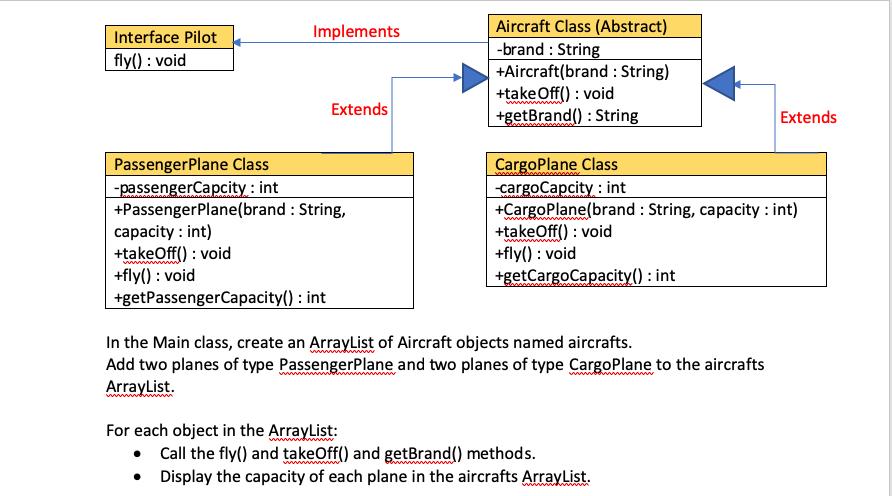 Interface Pilot
fly() : void
Implements
Aircraft Class (Abstract)
-brand : String
+Aircraft(brand : String)
+takeOff() : void
+getBrand() : String
Extends
Extends
PassengerPlane Class
-passengerCapcity : int
+PassengerPlane(brand : String,
capacity : int)
+takeOff() : void
+fly() : void
+getPassengerCapacity() : int
CargoPlane Class
-cargoCapcity : int
+CargoPlane(brand : String, capacity : int)
+takeOff() : void
+fly() : void
+getCargoCapacity() : int
In the Main class, create an ArrayList of Aircraft objects named aircrafts.
Add two planes of type PassengerPlane and two planes of type CargoPlane to the aircrafts
ArrayList.
For each object in the ArrayList:
• Call the fly() and takeOff() and getBrand() methods.
• Display the capacity of each plane in the aircrafts ArrayList.